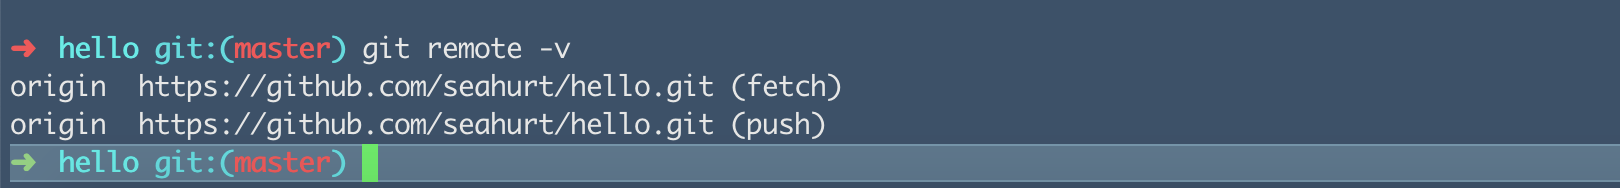 ➜ hello git:(master) git remote -v
origin  https://github.com/seahurt/hello.git (fetch)
origin  https://github.com/seahurt/hello.git (push)
➜ hello git:(master)